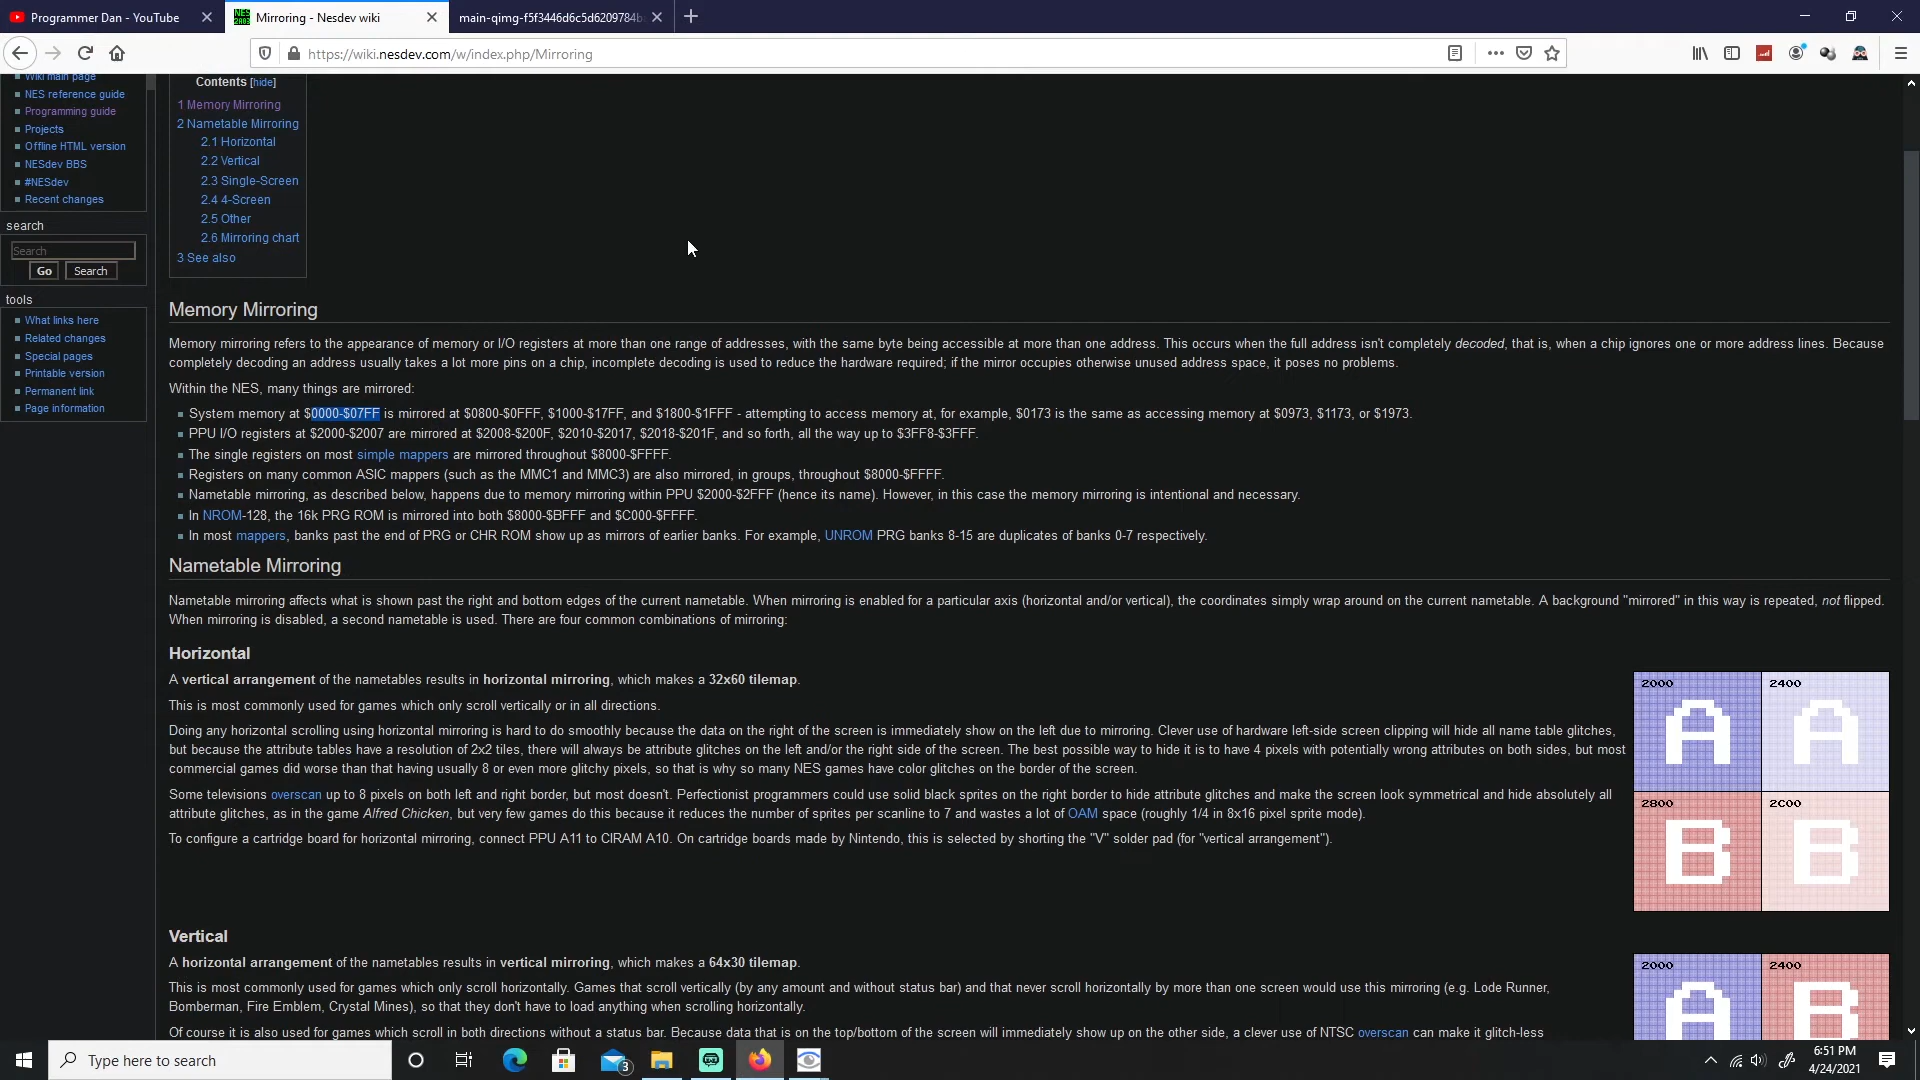 Programmer Dan - YouTube
Mirroring - Nesdev wiki
main-qimg-f5f3446d6c5d6209784b
https://wiki.nesdev.com/w/index.php/Mirroring
Wiki main page
NES reference guide
Programming guide
Projects
Offline HTML version
NESdev BBS
#NESdev
Recent changes
search
Search
Go
Search
tools
What links here
Related changes
Special pages
Printable version
Permanent link
Page information
Contents [hide]
1 Memory Mirroring
2 Nametable Mirroring
2.1 Horizontal
2.2 Vertical
2.3 Single-Screen
2.4 4-Screen
2.5 Other
2.6 Mirroring chart
3 See also
Memory Mirroring
Memory mirroring refers to the appearance of memory or I/O registers at more than one range of addresses, with the same byte being accessible at more than one address. This occurs when the full address isn't completely decoded, that is, when a chip ignores one or more address lines. Because
completely decoding an address usually takes a lot more pins on a chip, incomplete decoding is used to reduce the hardware required; if the mirror occupies otherwise unused address space, it poses no problems.
Within the NES, many things are mirrored:
System memory at $0000-$07FF is mirrored at $0800-$0FFF, $1000-$17FF, and $1800-$1FFF - attempting to access memory at, for example, $0173 is the same as accessing memory at $0973, $1173, or $1973.
PPU I/O registers at $2000-$2007 are mirrored at $2008-$200F, $2010-$2017, $2018-$201F, and so forth, all the way up to $3FF8-$3FFF.
The single registers on most simple mappers are mirrored throughout $8000-$FFFF.
Registers on many common ASIC mappers (such as the MMC1 and MMC3) are also mirrored, in groups, throughout $8000-$FFFF.
Nametable mirroring, as described below, happens due to memory mirroring within PPU $2000-$2FFF (hence its name). However, in this case the memory mirroring is intentional and necessary.
In NROM-128, the 16k PRG ROM is mirrored into both $8000-$BFFF and $C000-$FFFF.
In most mappers, banks past the end of PRG or CHR ROM show up as mirrors of earlier banks. For example, UNROM PRG banks 8-15 are duplicates of banks 0-7 respectively.
Nametable Mirroring
Nametable mirroring affects what is shown past the right and bottom edges of the current nametable. When mirroring is enabled for a particular axis (horizontal and/or vertical), the coordinates simply wrap around on the current nametable. A background "mirrored" in this way is repeated, not flipped.
When mirroring is disabled, a second nametable is used. There are four common combinations of mirroring:
Horizontal
A vertical arrangement of the nametables results in horizontal mirroring, which makes a 32x60 tilemap.
This is most commonly used for games which only scroll vertically or in all directions.
Doing any horizontal scrolling using horizontal mirroring is hard to do smoothly because the data on the right of the screen is immediately show on the left due to mirroring. Clever use of hardware left-side screen clipping will hide all name table glitches,
but because the attribute tables have a resolution of 2x2 tiles, there will always be attribute glitches on the left and/or the right side of the screen. The best possible way to hide it is to have 4 pixels with potentially wrong attributes on both sides, but most
commercial games did worse than that having usually 8 or even more glitchy pixels, so that is why so many NES games have color glitches on the border of the screen.
Some televisions overscan up to 8 pixels on both left and right border, but most doesn't. Perfectionist programmers could use solid black sprites on the right border to hide attribute glitches and make the screen look symmetrical and hide absolutely all
attribute glitches, as in the game Alfred Chicken, but very few games do this because it reduces the number of sprites per scanline to 7 and wastes a lot of OAM space (roughly 1/4 in 8x16 pixel sprite mode).
To configure a cartridge board for horizontal mirroring, connect PPU A11 to CIRAM A10. On cartridge boards made by Nintendo, this is selected by shorting the "V" solder pad (for "vertical arrangement").
2000 2400
A A
2800 2C00
B B
Vertical
A horizontal arrangement of the nametables results in vertical mirroring, which makes a 64x30 tilemap.
This is most commonly used for games which only scroll horizontally. Games that scroll vertically (by any amount and without status bar) and that never scroll horizontally by more than one screen would use this mirroring (e.g. Lode Runner,
Bomberman, Fire Emblem, Crystal Mines), so that they don't have to load anything when scrolling horizontally.
Of course it is also used for games which scroll in both directions without a status bar. Because data that is on the top/bottom of the screen will immediately show up on the other side, a clever use of NTSC overscan can make it glitch-less
2000 2400
A B
Type here to search
3
6:51 PM
4/24/2021